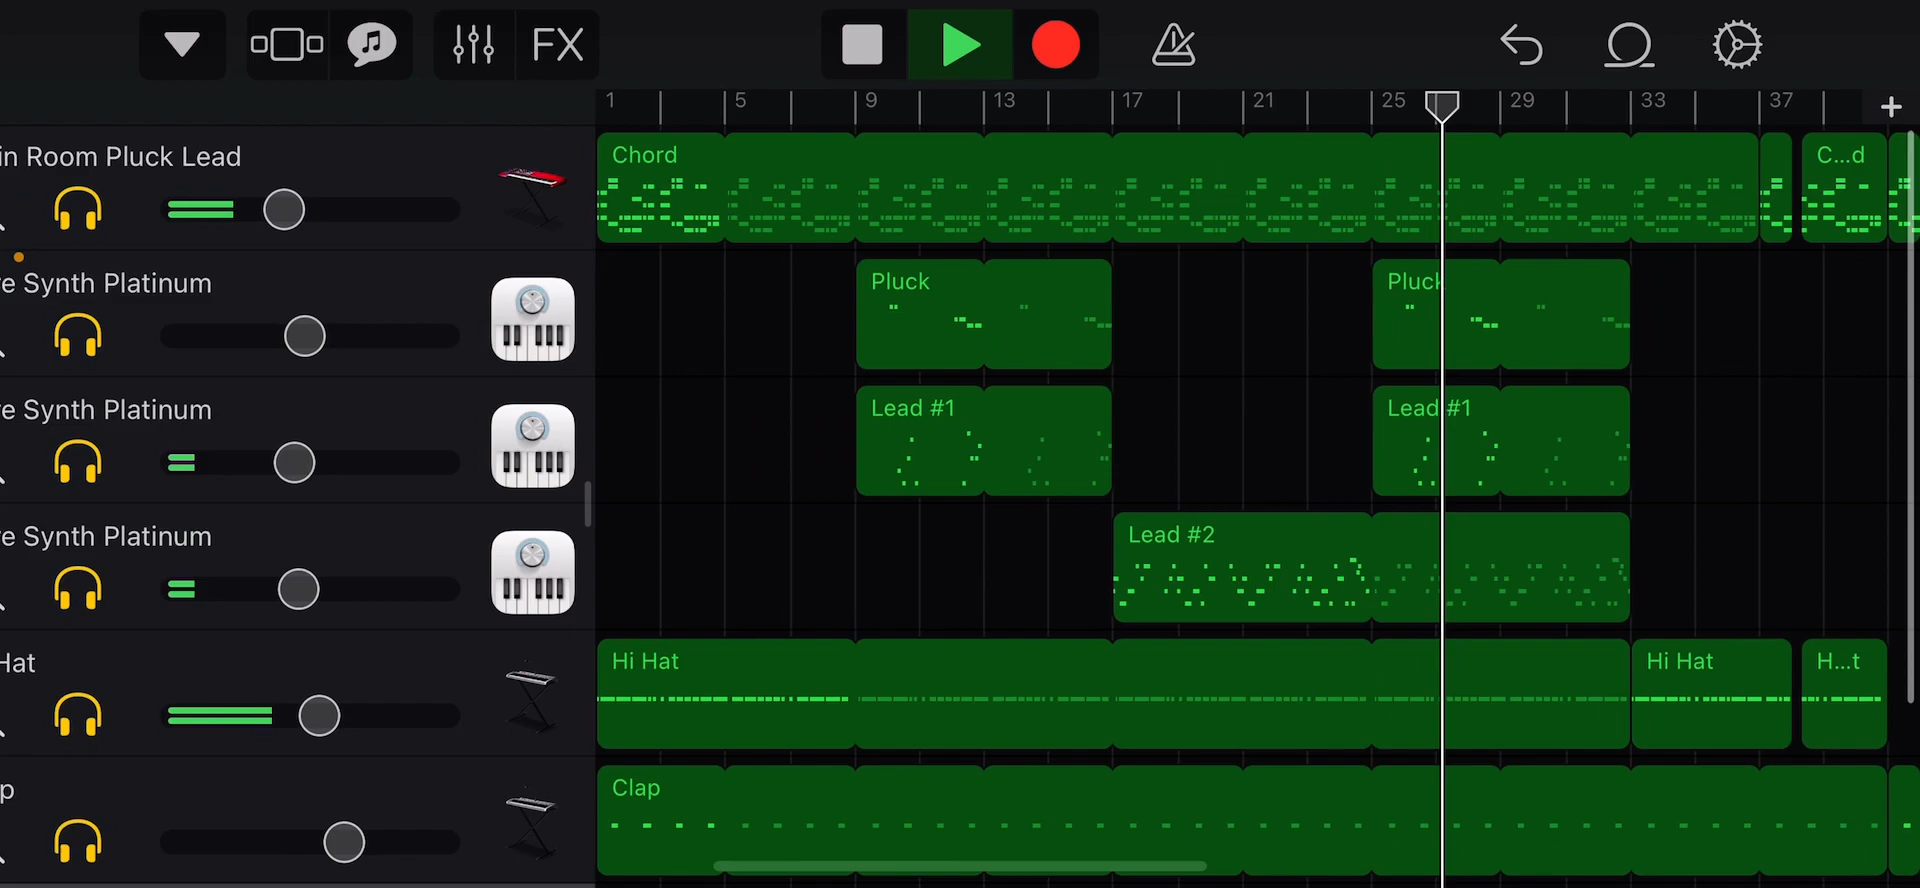 FX
1 5 9 13 17 21 25 29 33 37
in Room Pluck Lead
Chord
C...d
e Synth Platinum
Pluck
Pluck
e Synth Platinum
Lead #1
Lead #1
e Synth Platinum
Lead #2
Hat
Hi Hat
Hi Hat
H...t
p
Clap